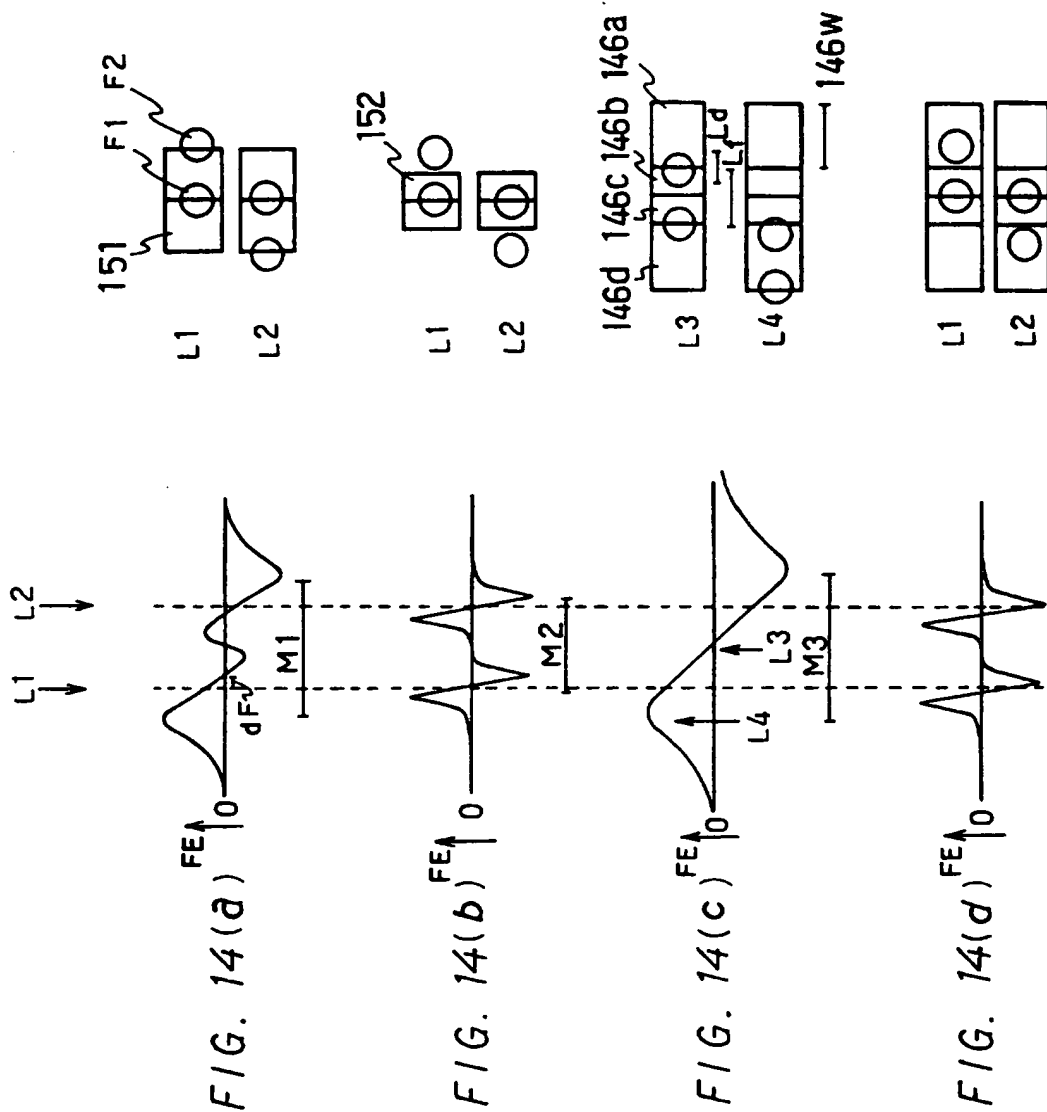 L1
L2
FIG. 14(a)
FE
0
dF
M1
151
F1
F2
L1
L2
FIG. 14(b)
FE
0
M2
152
L1
L2
FIG. 14(c)
FE
0
L4
L3
M3
146d
146c
146b
146a
L3
L4
Lf
Ld
146W
FIG. 14(d)
FE
0
L1
L2